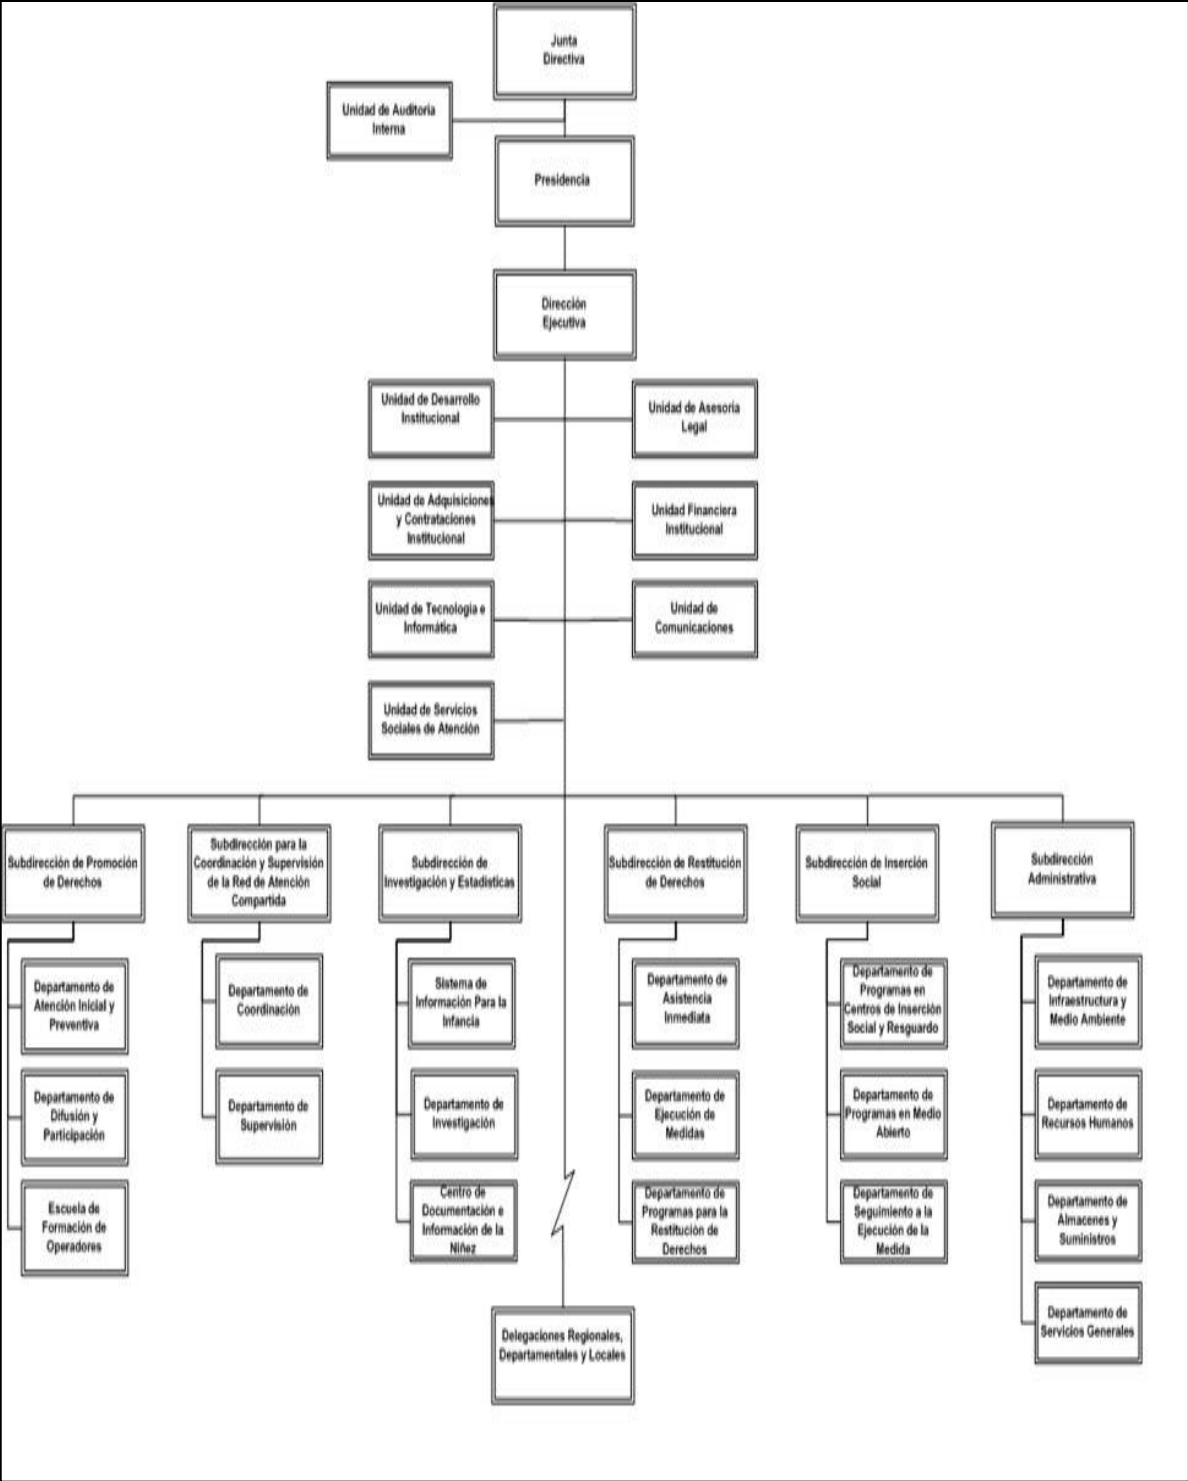 Junta
Directiva
Unidad de Auditoria
Interna
Presidencia
Dirección
Ejecutiva
Unidad de Desarrollo
Institucional
Unidad de Asesoria
Legal
Unidad de Adquisiciones
y Contrataciones
Institucional
Unidad Financiera
Institucional
Unidad de Tecnologia e
Informática
Unidad de
Comunicaciones
Unidad de Servicios
Sociales de Atención
Subdirección de Promoción
de Derechos
Subdirección para la
Coordinación y Supervisión
de la Red de Atención
Compartida
Subdirección de
Investigación y Estadisticas
Subdirección de Restitución
de Derechos
Subdirección de Inserción
Social
Subdirección
Administrativa
Departamento de
Atención Inicial y
Preventiva
Departamento de
Coordinación
Sistema de
Información Para la
Infancia
Departamento de
Asistencia
Inmediata
Departamento de
Programas en
Centros de Inserción
Social y Resguardo
Departamento de
Infraestructura y
Medio Ambiente
Departamento de
Difusión y
Participación
Departamento de
Supervisión
Departamento de
Investigación
Departamento de
Ejecución de
Medidas
Departamento de
Programas en Medio
Abierto
Departamento de
Recursos Humanos
Escuela de
Formación de
Operadores
Centro de
Documentación e
Información de la
Niñez
Departamento de
Programas para la
Restitución de
Derechos
Departamento de
Seguimiento a la
Ejecución de la
Medida
Departamento de
Almacenes y
Suministros
Departamento de
Servicios Generales
Delegaciones Regionales,
Departamentales y Locales